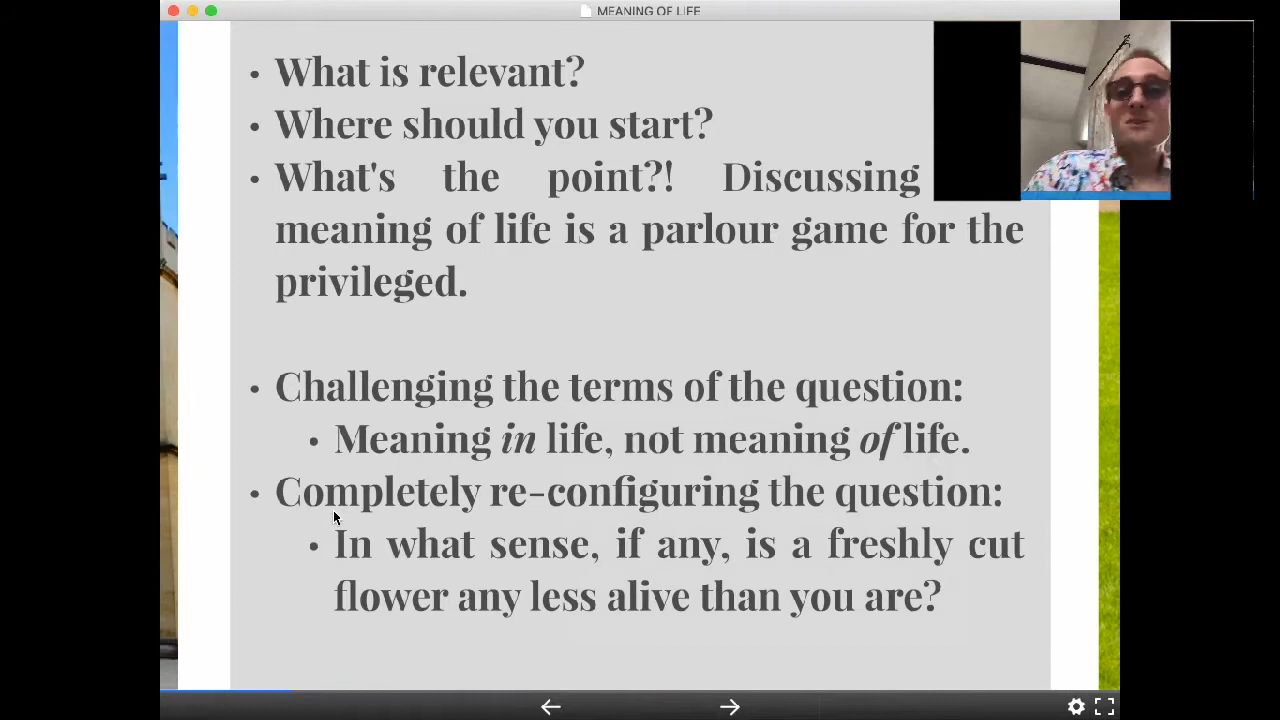 MEANING OF LIFE
• What is relevant?
• Where should you start?
• What's the point?! Discussing
meaning of life is a parlour game for the
privileged.
• Challenging the terms of the question:
• Meaning in life, not meaning of life.
• Completely re-configuring the question:
• In what sense, if any, is a freshly cut
flower any less alive than you are?